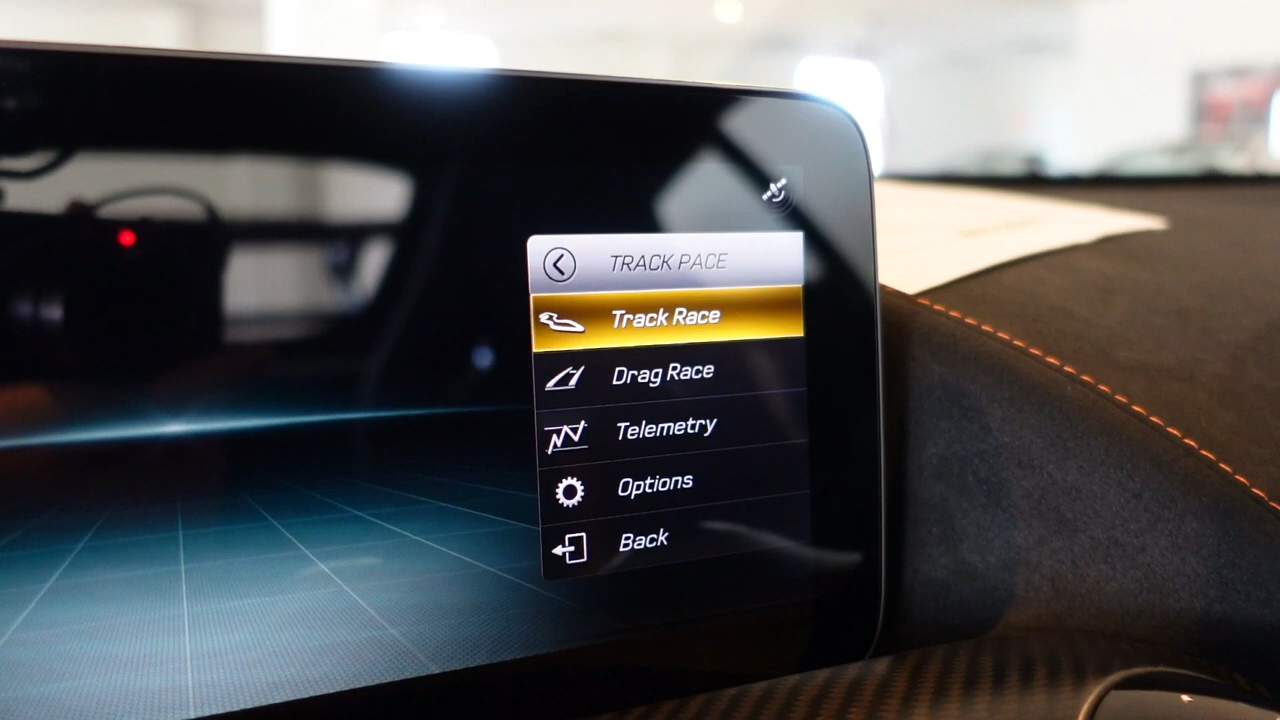 TRACK PACE
Track Race
Drag Race
Telemetry
Options
Back